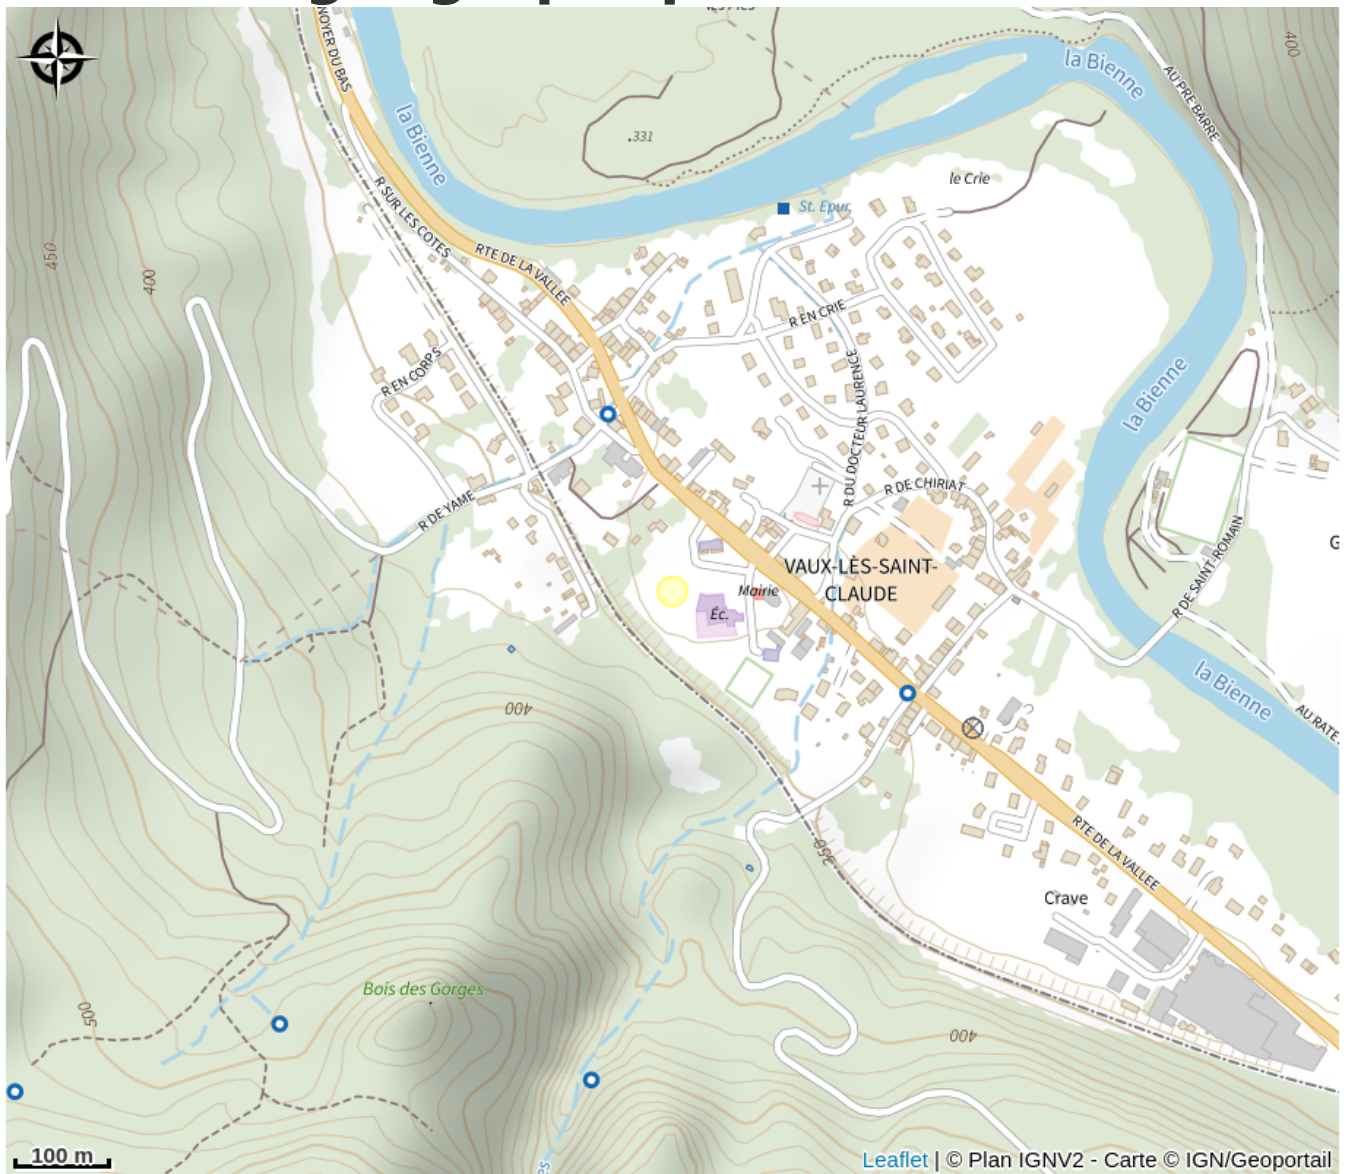 la Bienne
400
AU PRE BARRE
NOYER DU BAS
la Bienne
331
le Crie
R SUR LES COTES
St. Epur.
450
400
RTE DE LA VALLEE
R EN CRIE
R EN CORPS
R DU DOCTEUR LAURENCE
la Bienne
R DE CHIRIAT
R DE YAME
G
R DE SAINT-ROMAIN
VAUX-LÈS-SAINT-
CLAUDE
Mairie
Éc.
la Bienne
400
AU RATE
350
RTE DE LA VALLEE
Crave
Bois des Gorges
500
400
100 m
Leaflet | © Plan IGNV2 - Carte © IGN/Geoportail